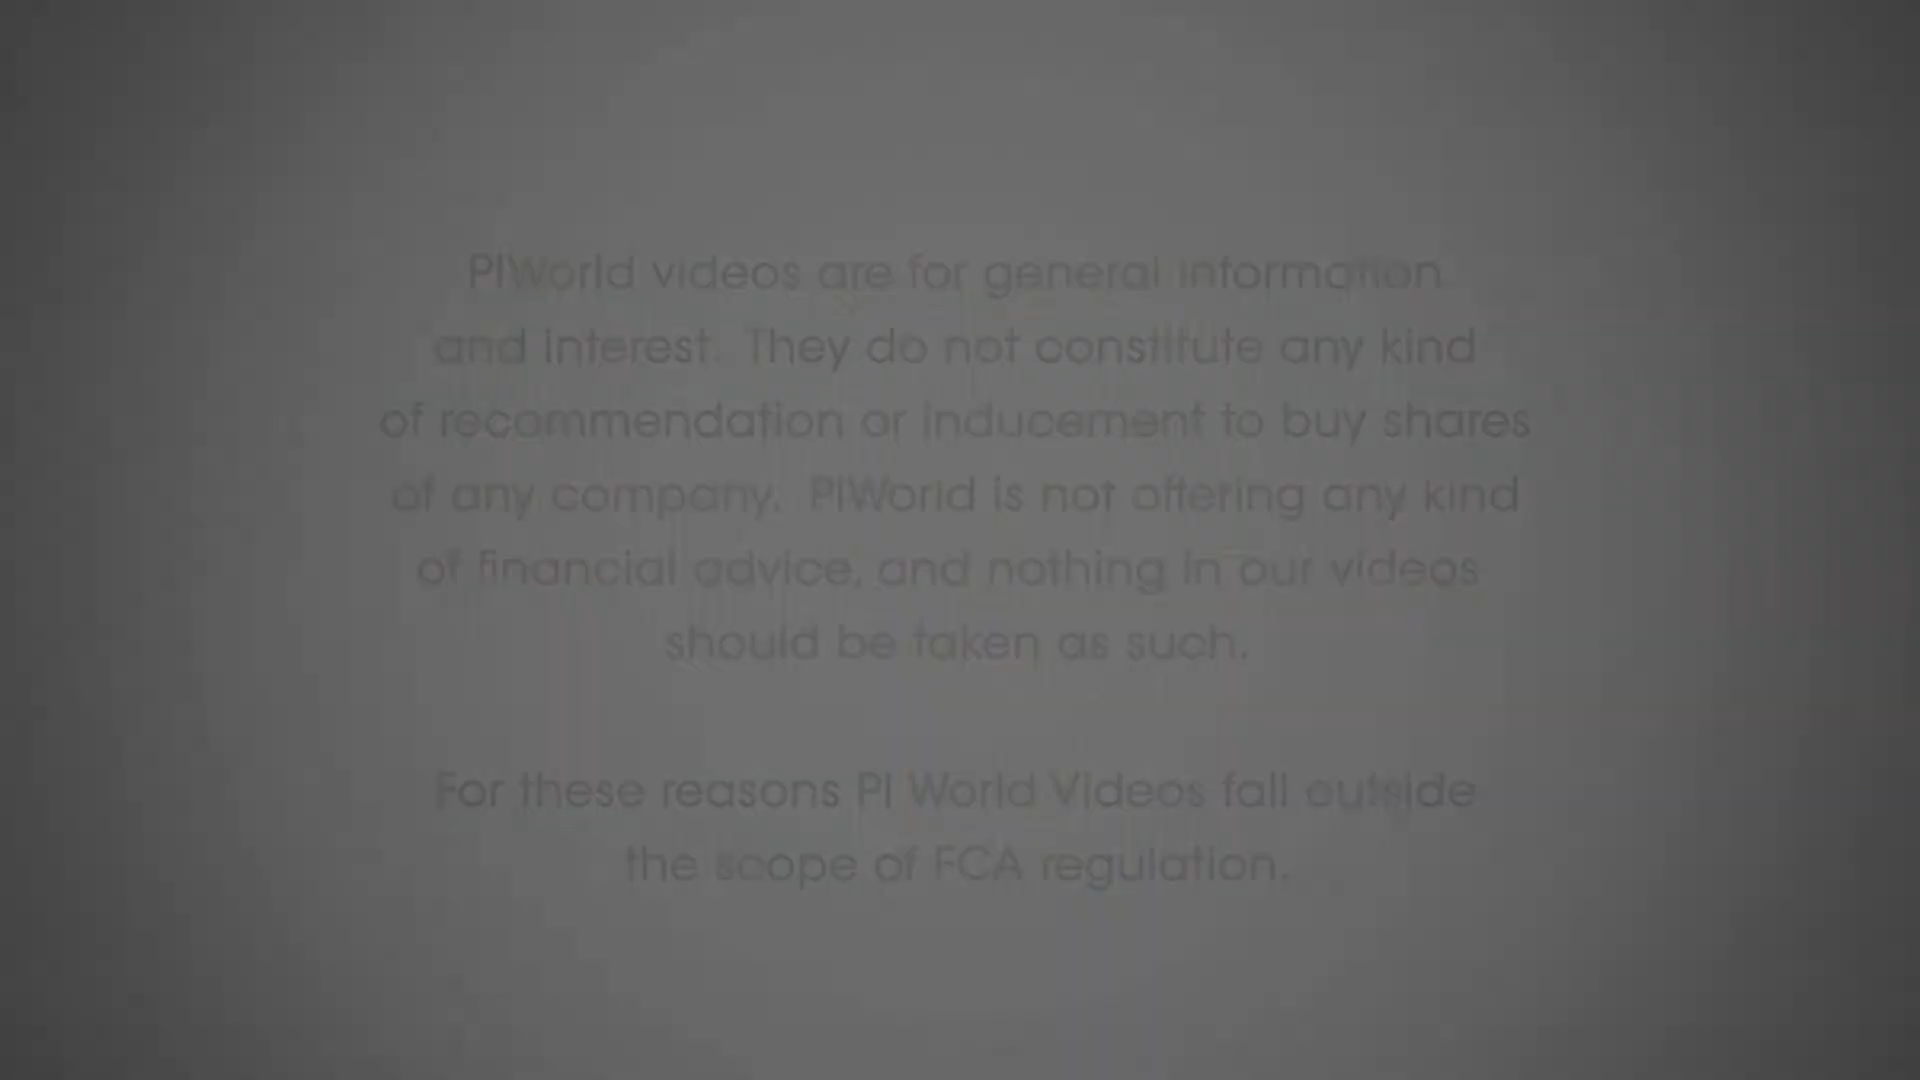 PIWorld videos are for general information
and interest. They do not constitute any kind
of recommendation or inducement to buy shares
of any company. PIWorld is not offering any kind
of financial advice, and nothing in our videos
should be taken as such.
For these reasons PI World Videos fall outside
the scope of FCA regulation.